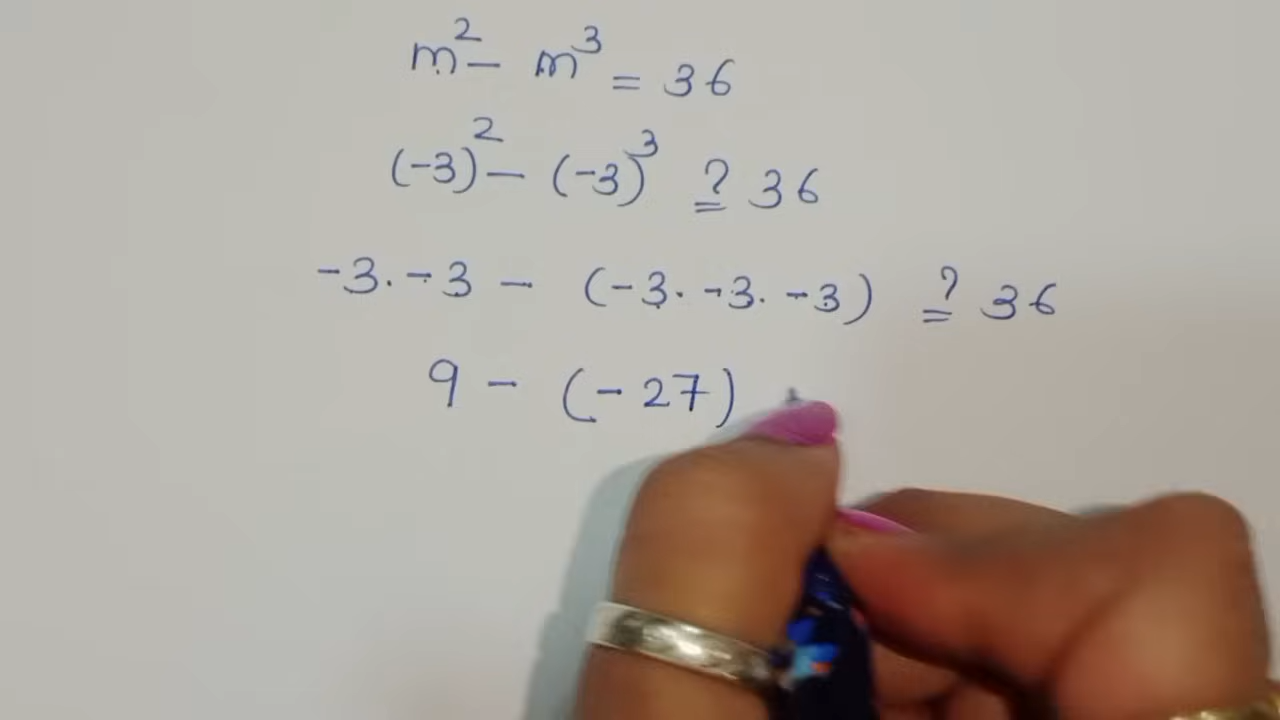 m² - m³ = 36
(-3)² - (-3)³ ≟ 36
-3. -3 - (-3. -3. -3) ≟ 36
9 - (-27)